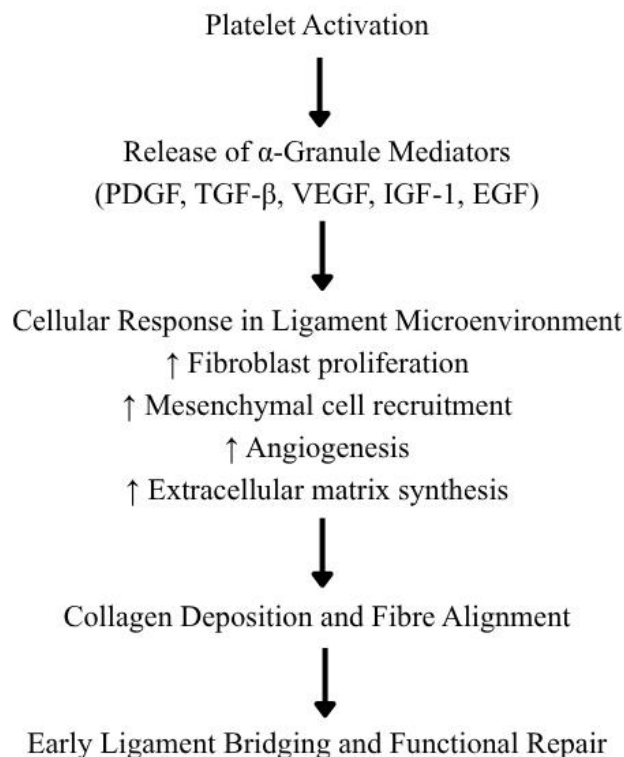 Platelet Activation
Release of α-Granule Mediators
(PDGF, TGF-β, VEGF, IGF-1, EGF)
Cellular Response in Ligament Microenvironment
↑ Fibroblast proliferation
↑ Mesenchymal cell recruitment
↑ Angiogenesis
↑ Extracellular matrix synthesis
Collagen Deposition and Fibre Alignment
Early Ligament Bridging and Functional Repair